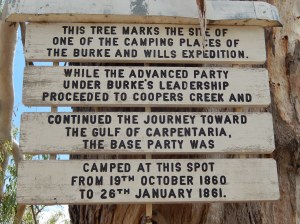 THIS TREE MARKS THE SITE OF
ONE OF THE CAMPING PLACES OF
THE BURKE AND WILLS EXPEDITION.
WHILE THE ADVANCED PARTY
UNDER BURKE'S LEADERSHIP
PROCEEDED TO COOPERS CREEK AND
CONTINUED THE JOURNEY TOWARD
THE GULF OF CARPENTARIA,
THE BASE PARTY WAS
CAMPED AT THIS SPOT
FROM 19TH OCTOBER 1860.
TO 26TH JANUARY 1861.